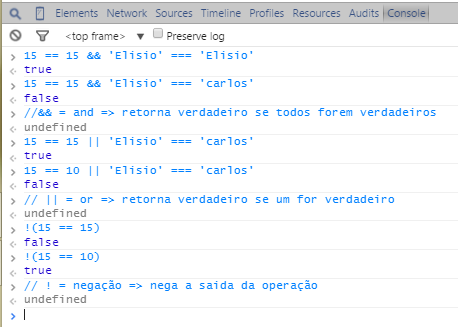 Elements Network Sources Timeline Profiles Resources Audits Console
<top frame> Preserve log
15 == 15 && 'Elisio' === 'Elisio'
true
15 == 15 && 'Elisio' === 'carlos'
false
//&& = and => retorna verdadeiro se todos forem verdadeiros
undefined
15 == 15 || 'Elisio' === 'carlos'
true
15 == 10 || 'Elisio' === 'carlos'
false
// || = or => retorna verdadeiro se um for verdadeiro
undefined
!(15 == 15)
false
!(15 == 10)
true
// ! = negação => nega a saida da operação
undefined